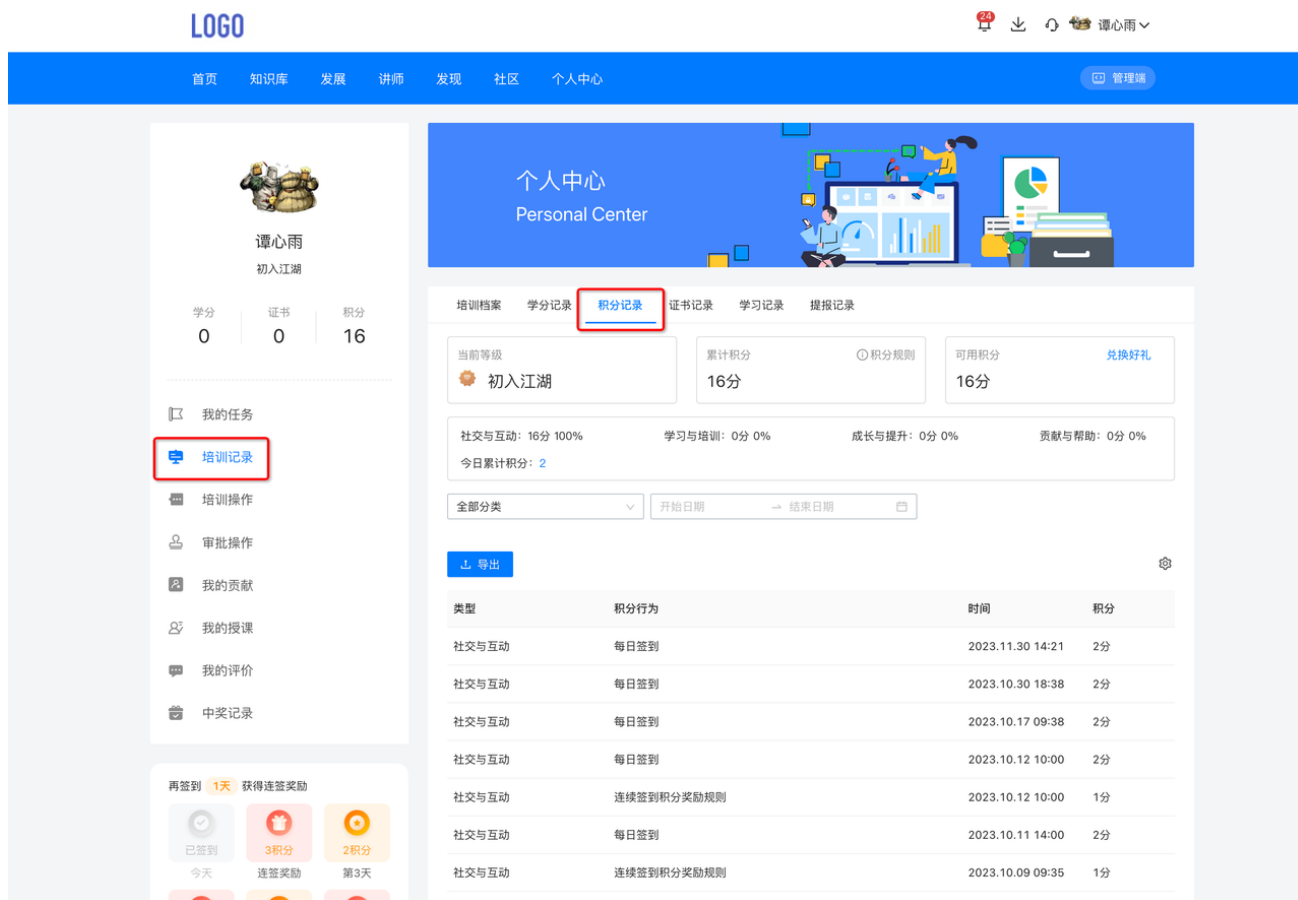 LOGO
24
谭心雨
首页 知识库 发展 讲师 发现 社区 个人中心 管理端
谭心雨
初入江湖
学分 证书 积分
0 0 16
我的任务
培训记录
培训操作
审批操作
我的贡献
我的授课
我的评价
中奖记录
再签到 1天 获得连签奖励
3积分 2积分
已签到
今天 连签奖励 第3天
个人中心
Personal Center
培训档案 学分记录 积分记录 证书记录 学习记录 提报记录
当前等级 累计积分 积分规则 可用积分 兑换好礼
初入江湖 16分 16分
社交与互动：16分 100% 学习与培训：0分 0% 成长与提升：0分 0% 贡献与帮助：0分 0%
今日累计积分：2
全部分类 开始日期 → 结束日期
导出
类型 积分行为 时间 积分
社交与互动 每日签到 2023.11.30 14:21 2分
社交与互动 每日签到 2023.10.30 18:38 2分
社交与互动 每日签到 2023.10.17 09:38 2分
社交与互动 每日签到 2023.10.12 10:00 2分
社交与互动 连续签到积分奖励规则 2023.10.12 10:00 1分
社交与互动 每日签到 2023.10.11 14:00 2分
社交与互动 连续签到积分奖励规则 2023.10.09 09:35 1分